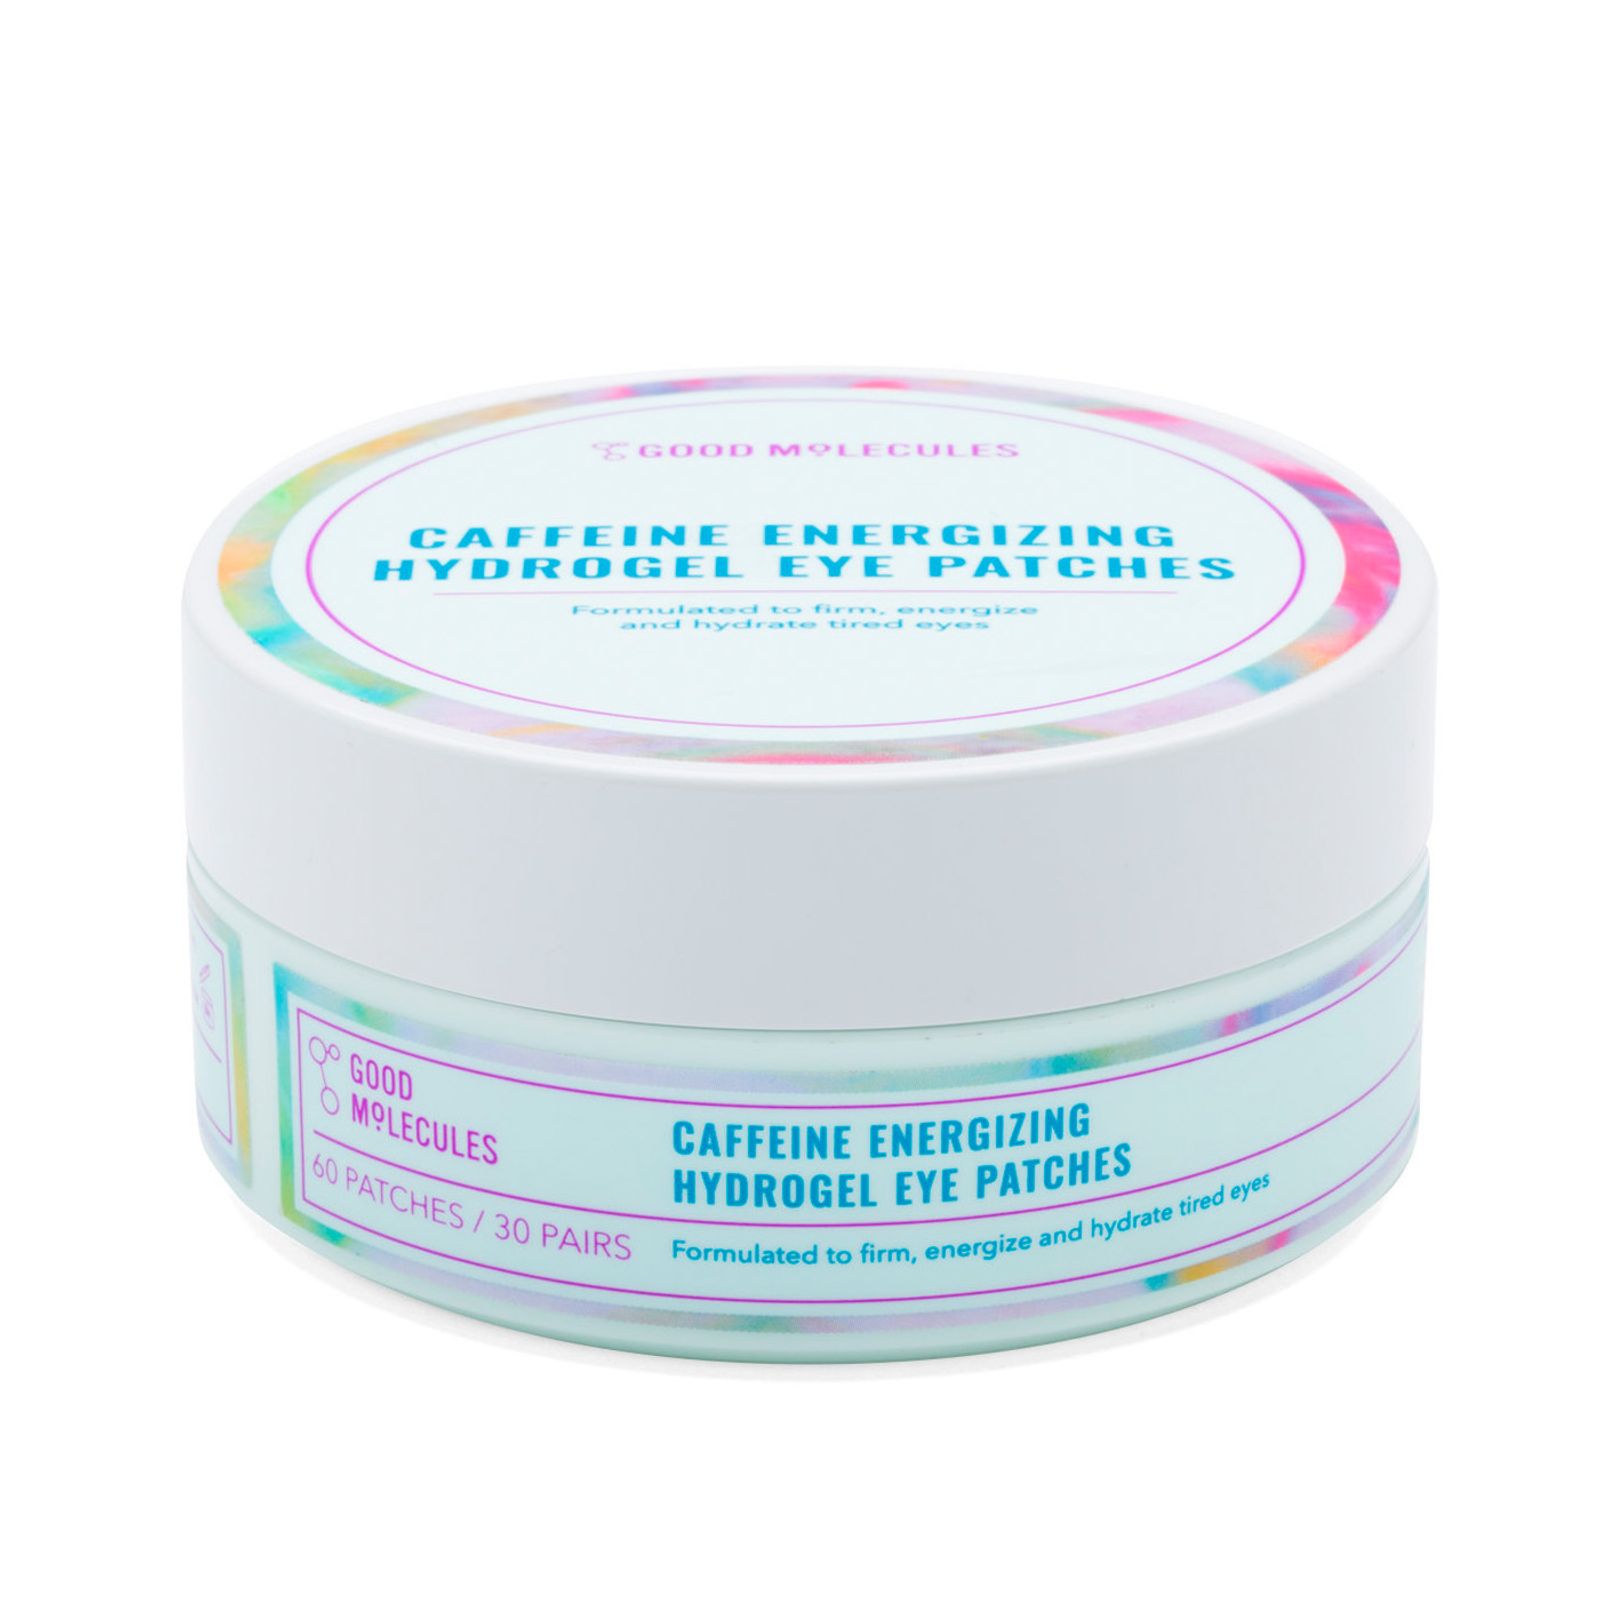 GOOD MOLECULES
CAFFEINE ENERGIZING
HYDROGEL EYE PATCHES
Formulated to firm, energize
and hydrate tired eyes
GOOD
MOLECULES
60 PATCHES / 30 PAIRS
CAFFEINE ENERGIZING
HYDROGEL EYE PATCHES
Formulated to firm, energize and hydrate tired eyes